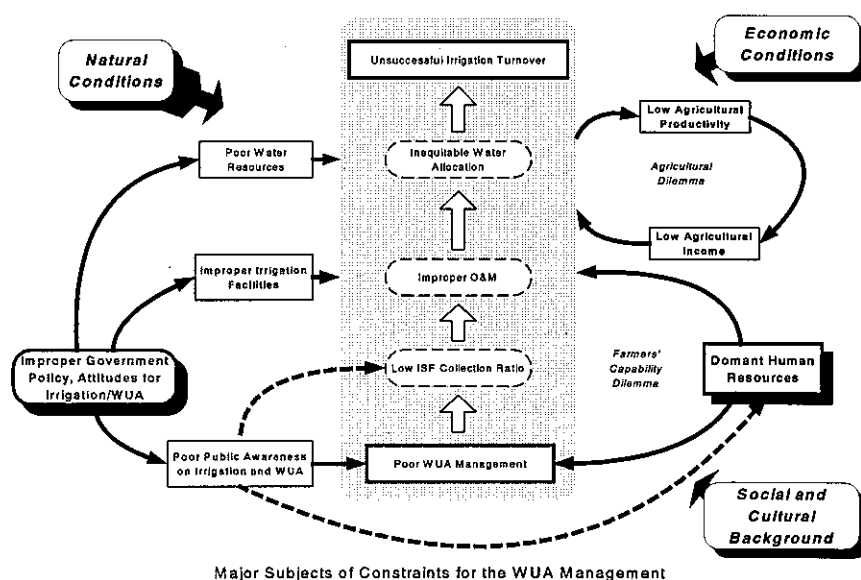 Natural
Conditions
Unsuccessful Irrigation Turnover
Economic
Conditions
Low Agricultural
Productivity
Poor Water
Resources
Inequitable Water
Allocation
Agricultural
Dilemma
Low Agricultural
Income
Improper Irrigation
Facilities
Improper O&M
Improper Government
Policy, Attitudes for
Irrigation/WUA
Low ISF Collection Ratio
Farmers'
Capability
Dilemma
Domant Human
Resources
Poor Public Awareness
on Irrigation and WUA
Poor WUA Management
Social and
Cultural
Background
Major Subjects of Constraints for the WUA Management